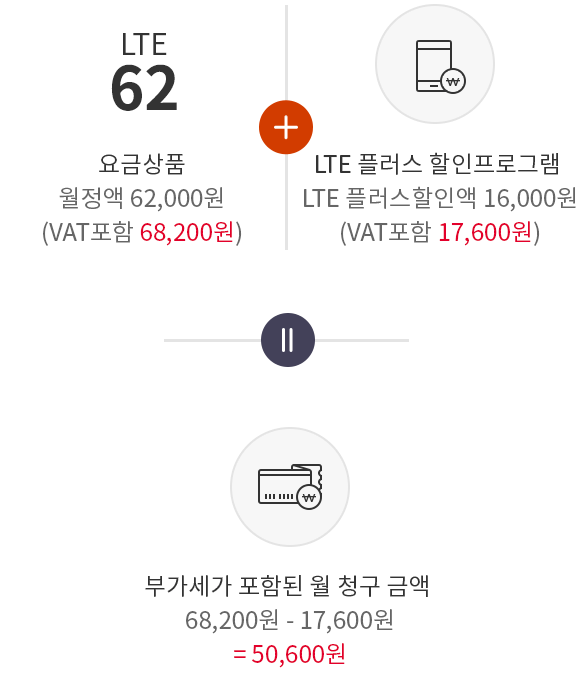 LTE
62
요금상품
월정액 62,000원
(VAT포함 68,200원)
LTE 플러스 할인프로그램
LTE 플러스할인액 16,000원
(VAT포함 17,600원)
부가세가 포함된 월 청구 금액
68,200원 - 17,600원
= 50,600원